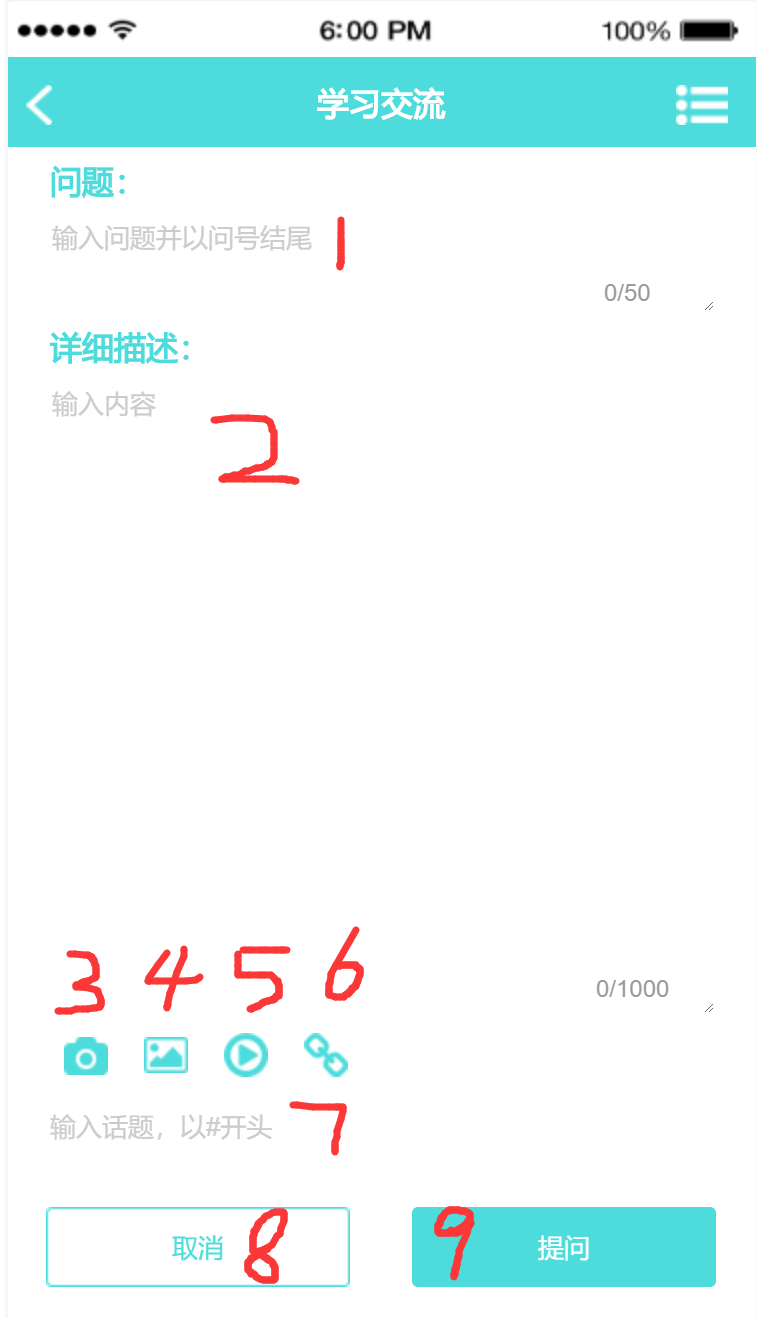 6:00 PM 100%
学习交流
问题：
输入问题并以问号结尾 1
0/50
详细描述：
输入内容
2
3 4 5 6
0/1000
输入话题，以#开头 7
取消 8 9 提问